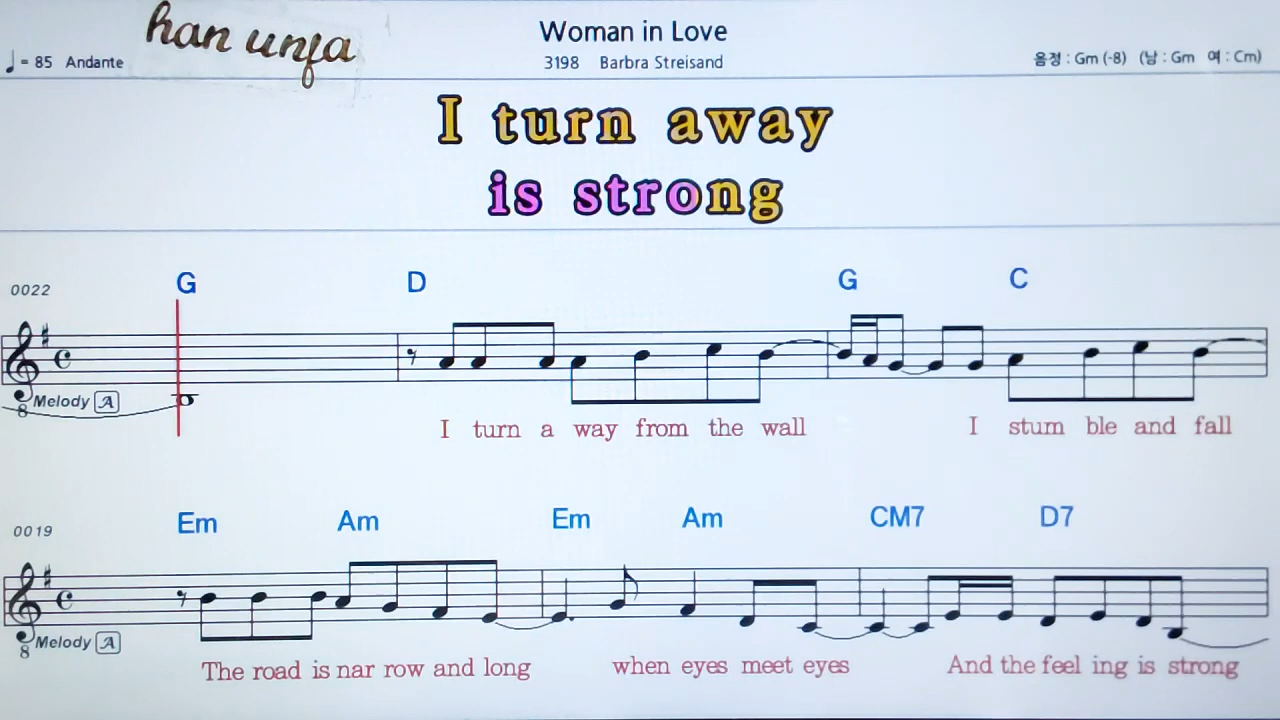 han unja
Woman in Love
♩= 85 Andante
3198 Barbra Streisand
음정 : Gm (-8) (남 : Gm 여 : Cm)
I turn away
is strong
0022
G D G C
8 Melody A
I turn a way from the wall I stum ble and fall
0019
Em Am Em Am CM7 D7
8 Melody A
The road is nar row and long when eyes meet eyes And the feel ing is strong